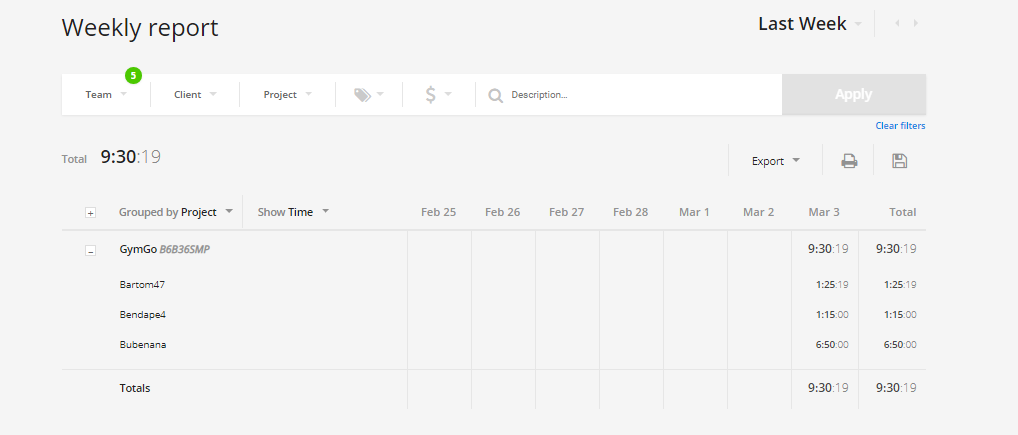 Weekly report
Last Week
5
Team Client Project $ Description... Apply
Clear filters
Total 9:30:19
Export
Grouped by Project Show Time Feb 25 Feb 26 Feb 27 Feb 28 Mar 1 Mar 2 Mar 3 Total
GymGo B6B36SMP 9:30:19 9:30:19
Bartom47 1:25:19 1:25:19
Bendape4 1:15:00 1:15:00
Bubenana 6:50:00 6:50:00
Totals 9:30:19 9:30:19